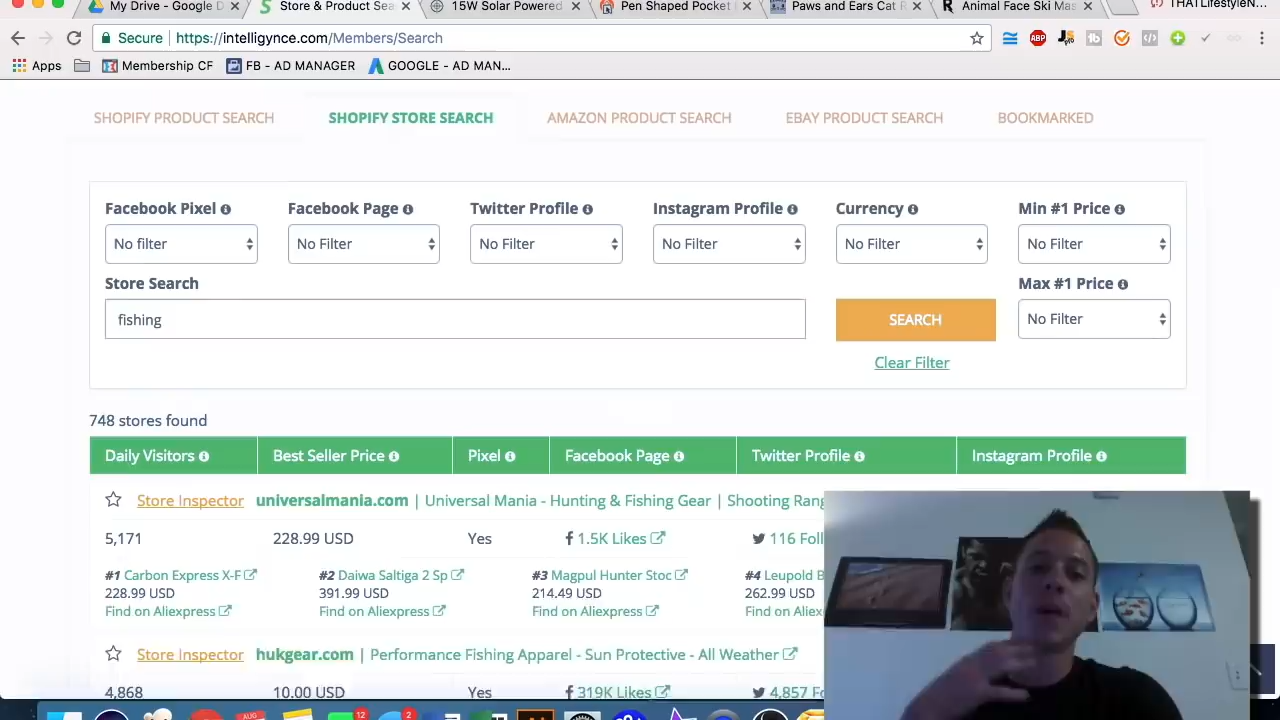 My Drive - Google D
Store & Product Sea
15W Solar Powered
Pen Shaped Pocket
Paws and Ears Cat R
Animal Face Ski Mas
THATLifestyleN...
Secure https://intelligynce.com/Members/Search
Apps Membership CF FB - AD MANAGER GOOGLE - AD MAN...
SHOPIFY PRODUCT SEARCH SHOPIFY STORE SEARCH AMAZON PRODUCT SEARCH EBAY PRODUCT SEARCH BOOKMARKED
Facebook Pixel Facebook Page Twitter Profile Instagram Profile Currency Min #1 Price
No filter No Filter No Filter No Filter No Filter No Filter
Store Search Max #1 Price
fishing SEARCH No Filter
Clear Filter
748 stores found
Daily Visitors Best Seller Price Pixel Facebook Page Twitter Profile Instagram Profile
Store Inspector universalmania.com | Universal Mania - Hunting & Fishing Gear | Shooting Rang
5,171 228.99 USD Yes 1.5K Likes 116 Foll
#1 Carbon Express X-F #2 Daiwa Saltiga 2 Sp #3 Magpul Hunter Stoc #4 Leupold B
228.99 USD 391.99 USD 214.49 USD 262.99 USD
Find on Aliexpress Find on Aliexpress Find on Aliexpress Find on Alie
Store Inspector hukgear.com | Performance Fishing Apparel - Sun Protective - All Weather
4,868 10.00 USD Yes 319K Likes 4,857 Fo
AUG 12 2